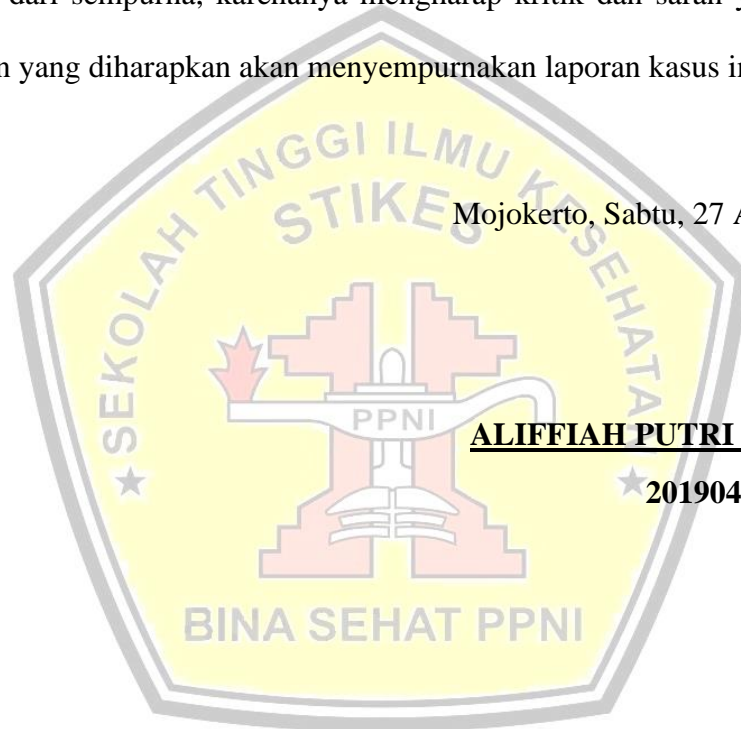 dari sempurna, karenanya mengharap kritik dan saran
yang diharapkan akan menyempurnakan laporan kasus
SEKOLAH TINGGI ILMU KESEHATAN
STIKES
Mojokerto, Sabtu, 27
PPNI
ALIFFIAH PUTRI
201904
BINA SEHAT PPNI